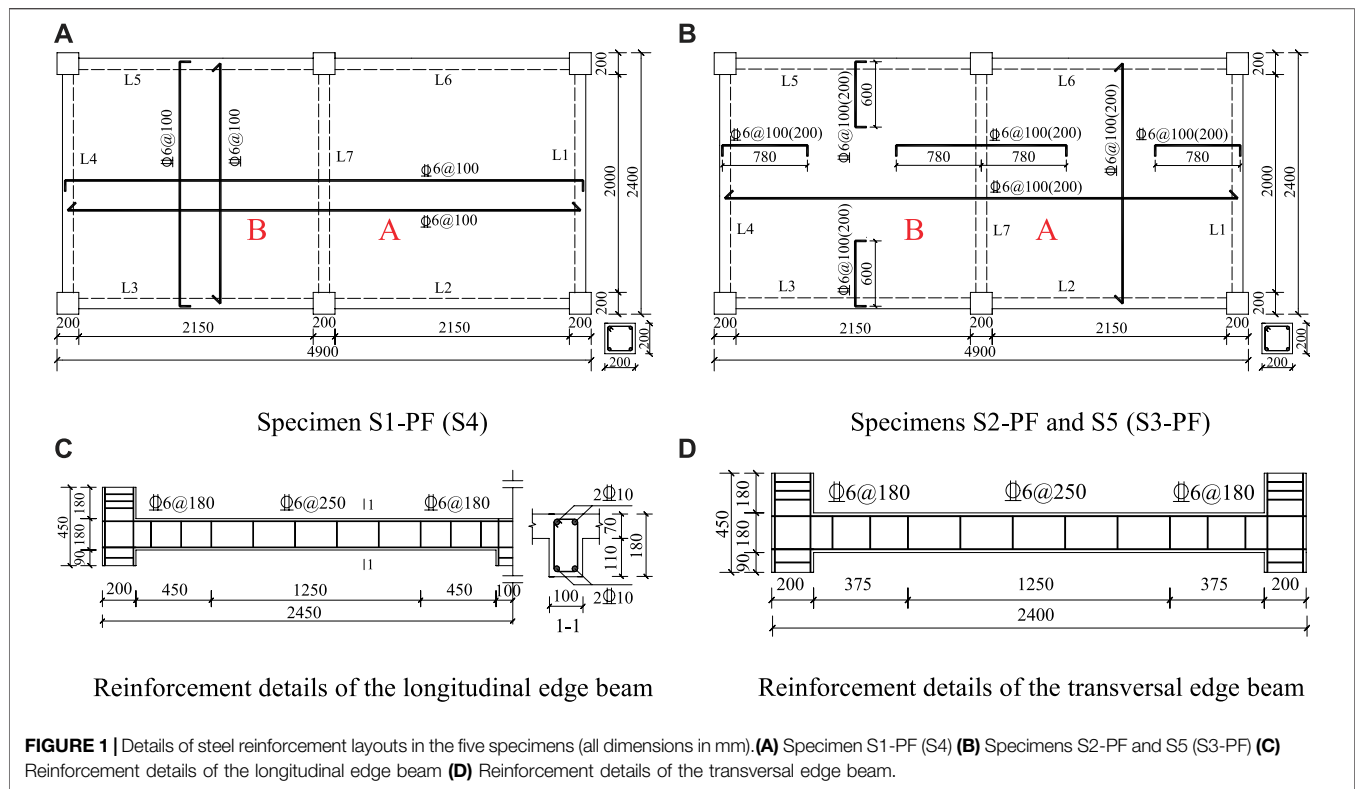 A
L5
L6
Φ6@100
Φ6@100
L4
L7
L1
Φ6@100
Φ6@100
B
A
L3
L2
200
2000
200
2400
200
2150
200
2150
200
4900
200
200
Specimen S1-PF (S4)
B
L5
L6
Φ6@100(200)
600
Φ6@100(200)
Φ6@100(200)
Φ6@100(200)
Φ6@100(200)
780
780
780
780
Φ6@100(200)
Φ6@100(200)
600
L4
B
L7
A
L1
L3
L2
200
2000
200
2400
200
2150
200
2150
200
4900
200
200
Specimens S2-PF and S5 (S3-PF)
C
Φ6@180
Φ6@250
1
Φ6@180
2Φ10
450
180
180
90
1
70
110
180
2Φ10
200
450
1250
450
100
2450
100
1-1
Reinforcement details of the longitudinal edge beam
D
Φ6@180
Φ6@250
Φ6@180
450
180
180
90
200
375
1250
375
200
2400
Reinforcement details of the transversal edge beam
FIGURE 1 | Details of steel reinforcement layouts in the five specimens (all dimensions in mm). (A) Specimen S1-PF (S4) (B) Specimens S2-PF and S5 (S3-PF) (C)
Reinforcement details of the longitudinal edge beam (D) Reinforcement details of the transversal edge beam.